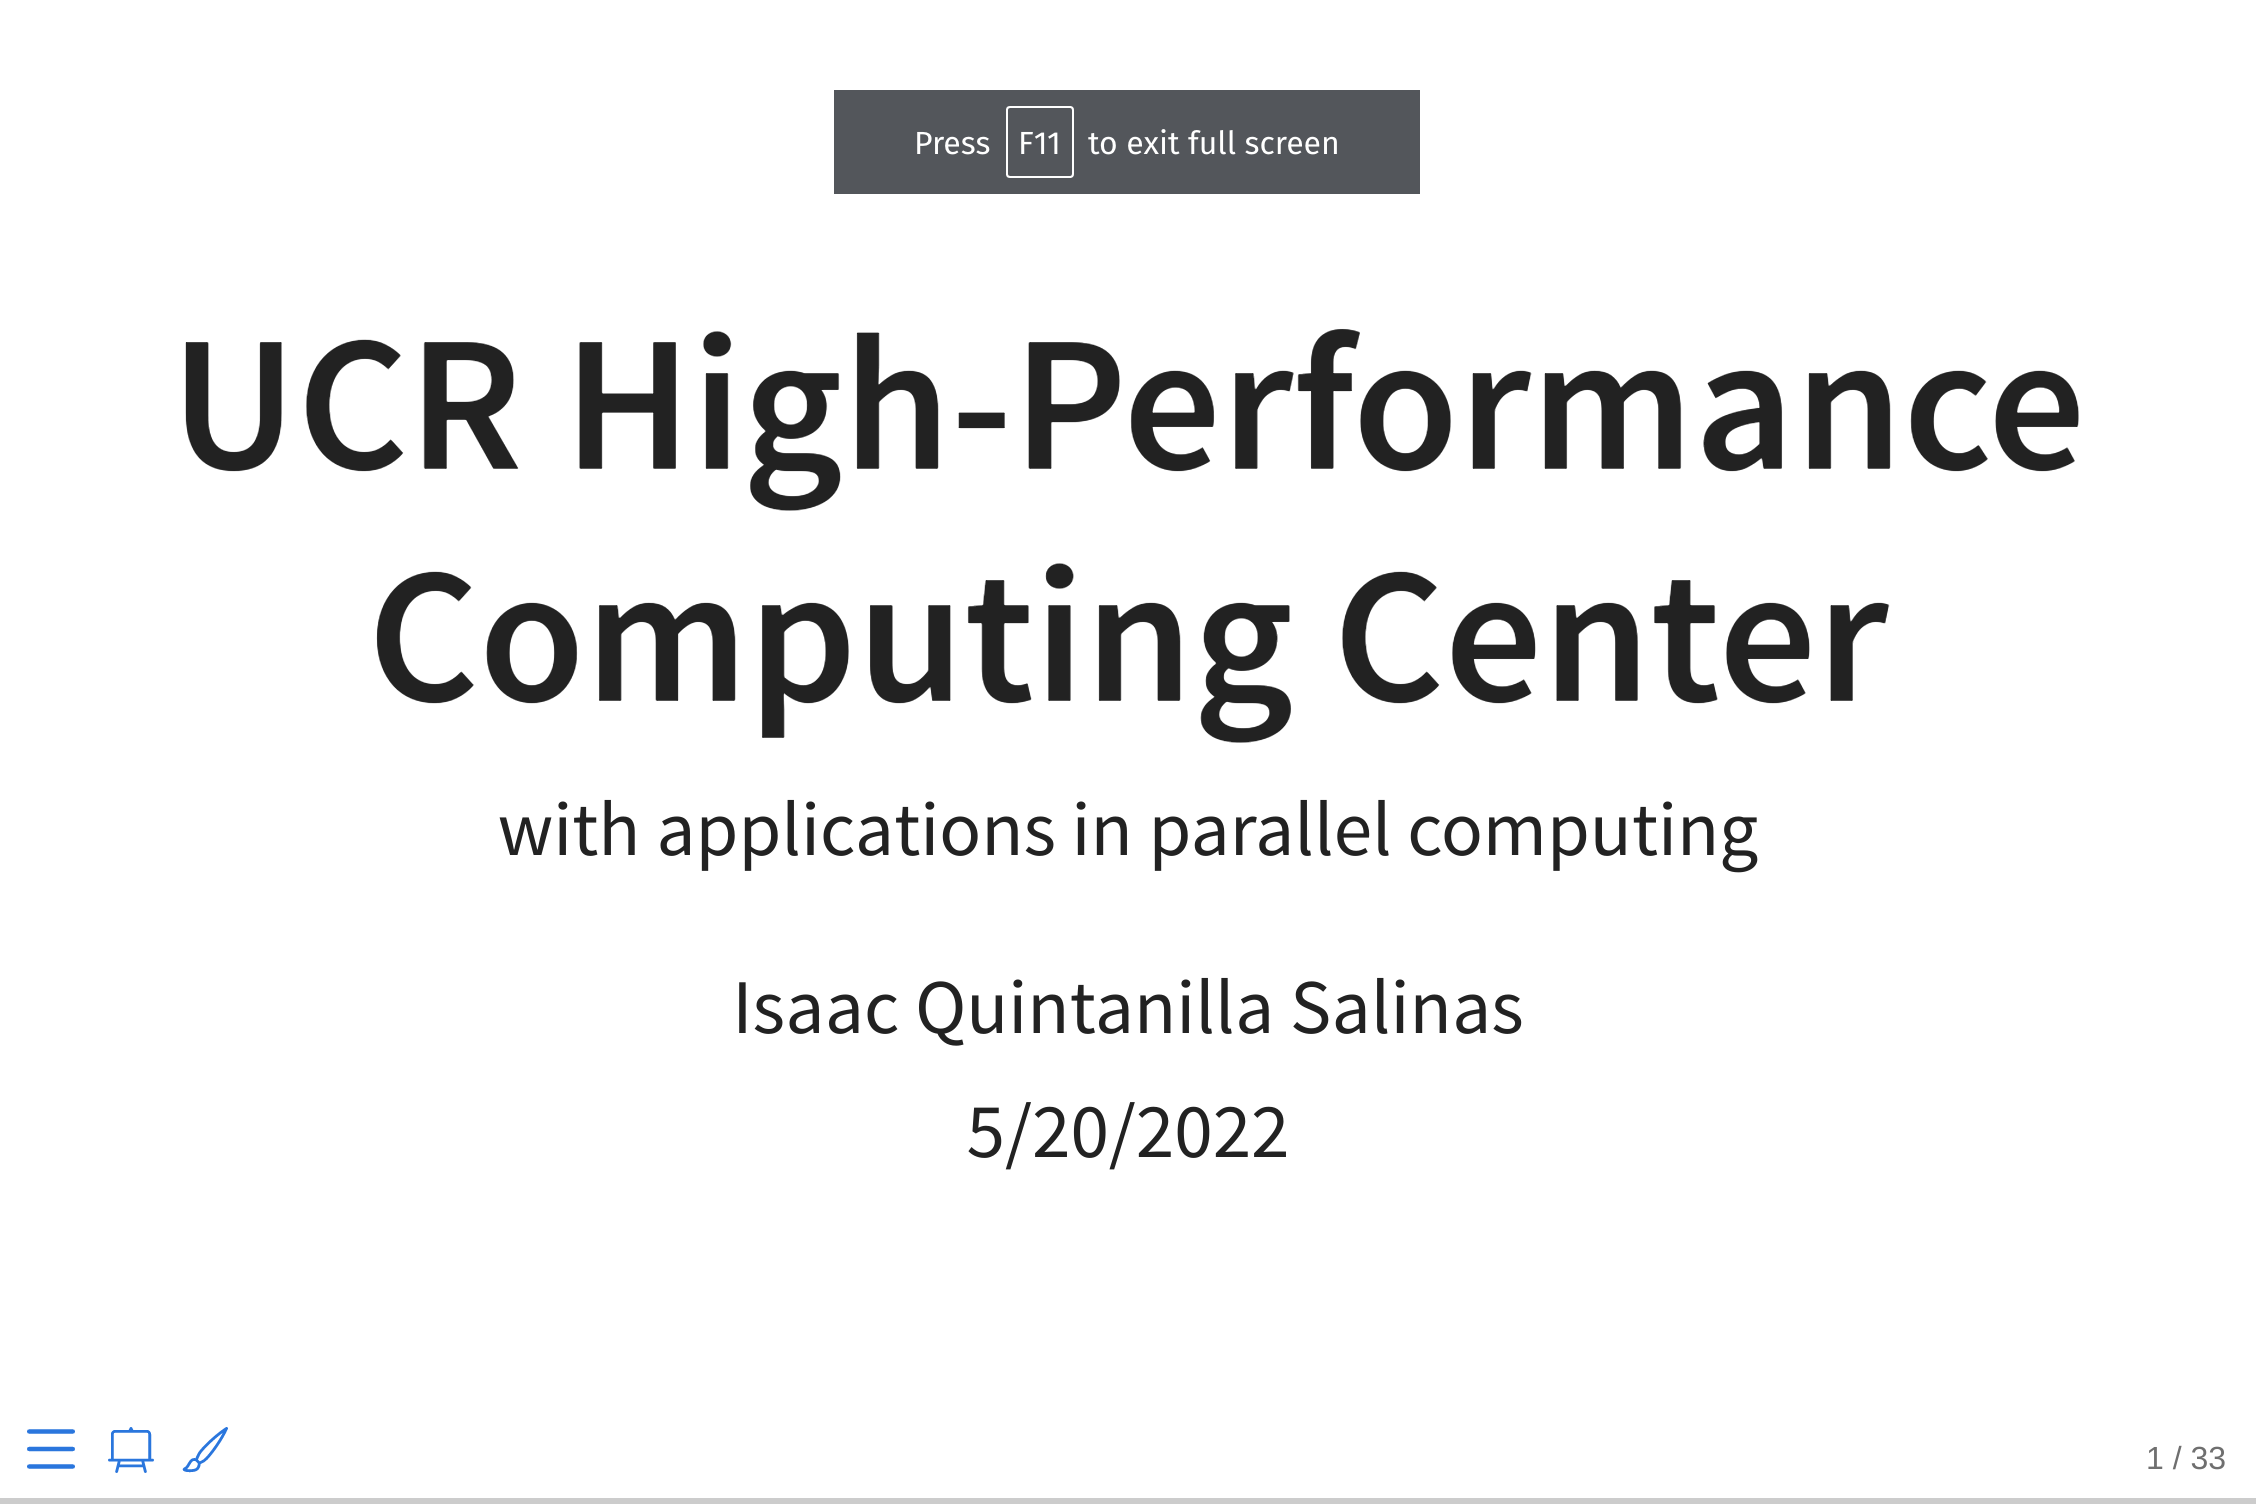 Press F11 to exit full screen
UCR High-Performance
Computing Center
with applications in parallel computing
Isaac Quintanilla Salinas
5/20/2022
1 / 33